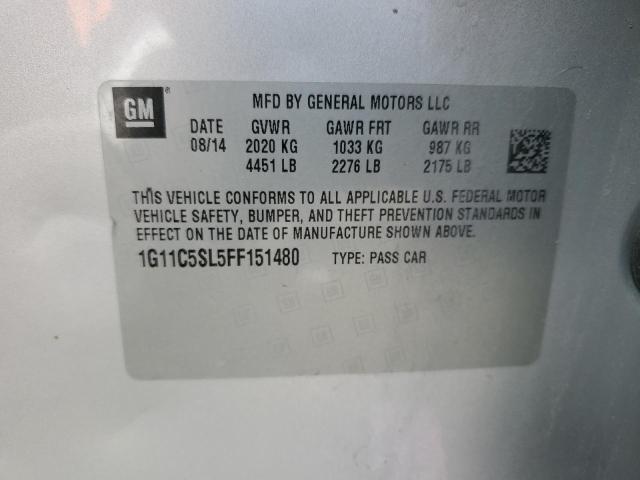 GM®
MFD BY GENERAL MOTORS LLC
DATE GVWR GAWR FRT GAWR RR
08/14 2020 KG 1033 KG 987 KG
4451 LB 2276 LB 2175 LB
THIS VEHICLE CONFORMS TO ALL APPLICABLE U.S. FEDERAL MOTOR
VEHICLE SAFETY, BUMPER, AND THEFT PREVENTION STANDARDS IN
EFFECT ON THE DATE OF MANUFACTURE SHOWN ABOVE.
1G11C5SL5FF151480 TYPE: PASS CAR